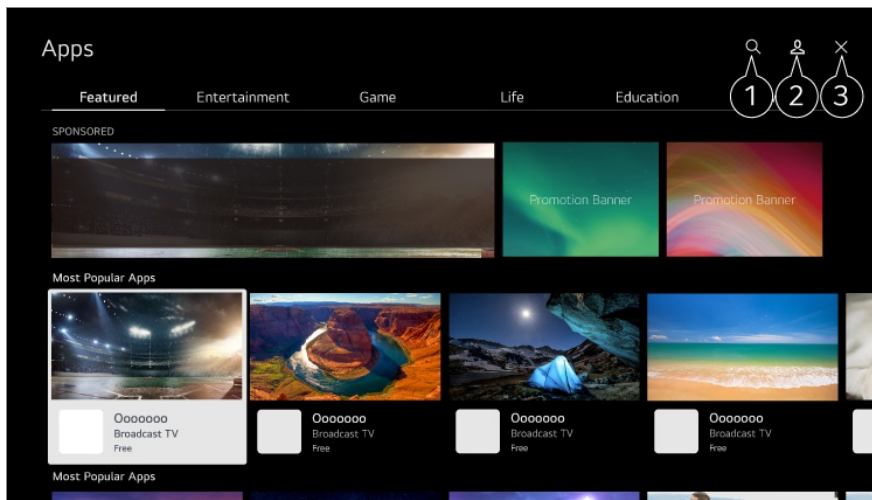 Apps
Featured Entertainment Game Life Education
1 2 3
SPONSORED
Promotion Banner Promotion Banner
Most Popular Apps
Ooooooo Ooooooo Ooooooo Ooooooo
Broadcast TV Broadcast TV Broadcast TV Broadcast TV
Free Free Free Free
Most Popular Apps